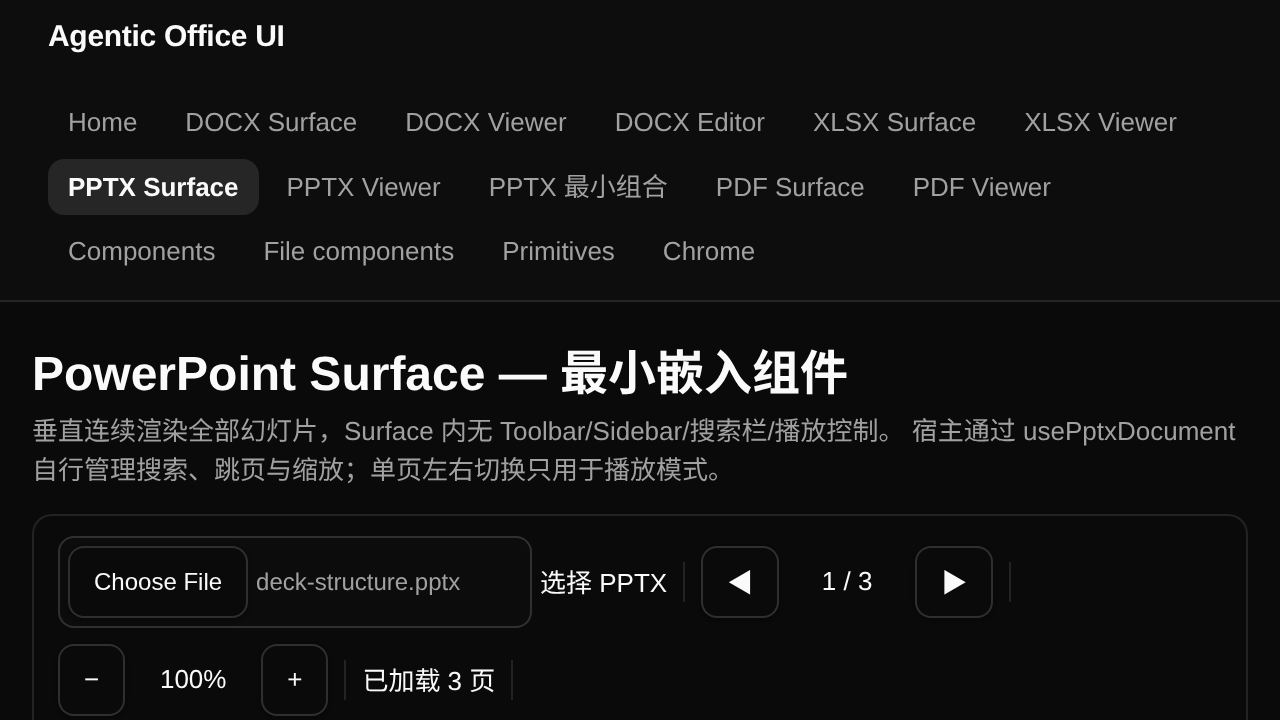 Agentic Office UI
Home DOCX Surface DOCX Viewer DOCX Editor XLSX Surface XLSX Viewer
PPTX Surface PPTX Viewer PPTX 最小组合 PDF Surface PDF Viewer
Components File components Primitives Chrome
PowerPoint Surface — 最小嵌入组件
垂直连续渲染全部幻灯片，Surface 内无 Toolbar/Sidebar/搜索栏/播放控制。 宿主通过 usePptxDocument
自行管理搜索、跳页与缩放；单页左右切换只用于播放模式。
Choose File deck-structure.pptx 选择 PPTX ◀ 1 / 3 ▶
− 100% + 已加载 3 页